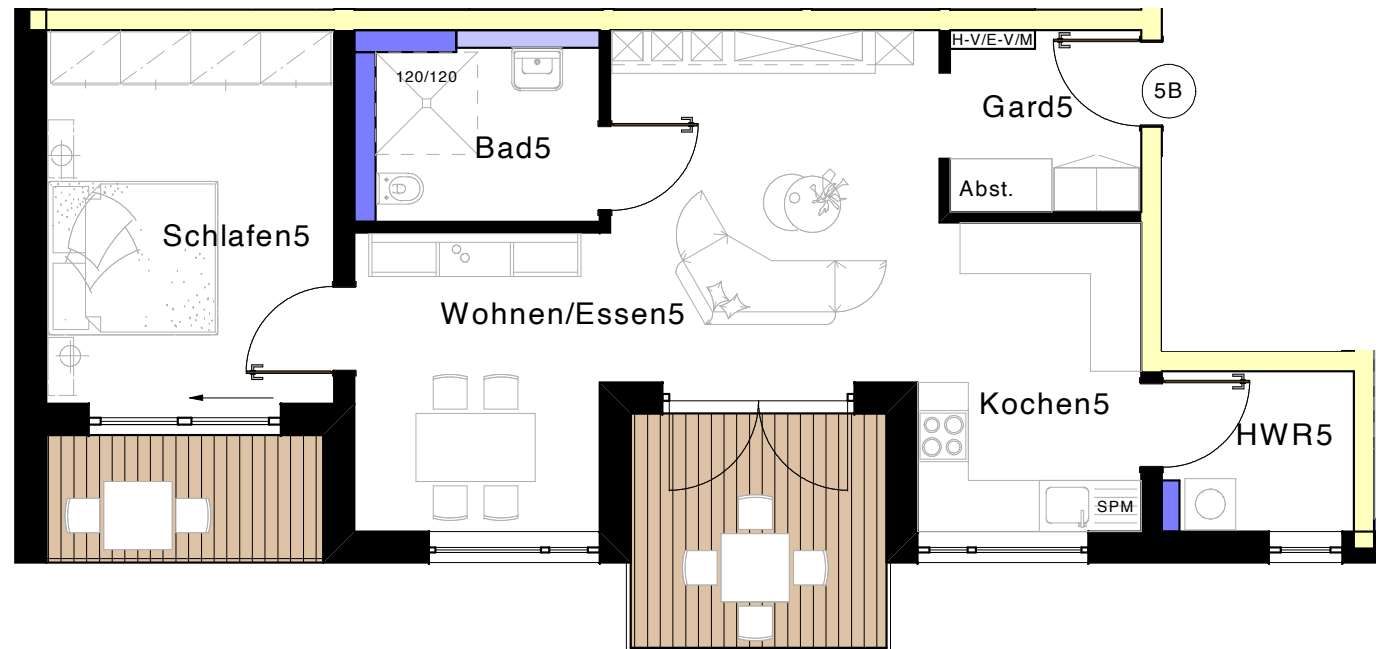 H-V/E-V/M
120/120
5B
Gard5
Bad5
Abst.
Schlafen5
Wohnen/Essen5
Kochen5
HWR5
SPM